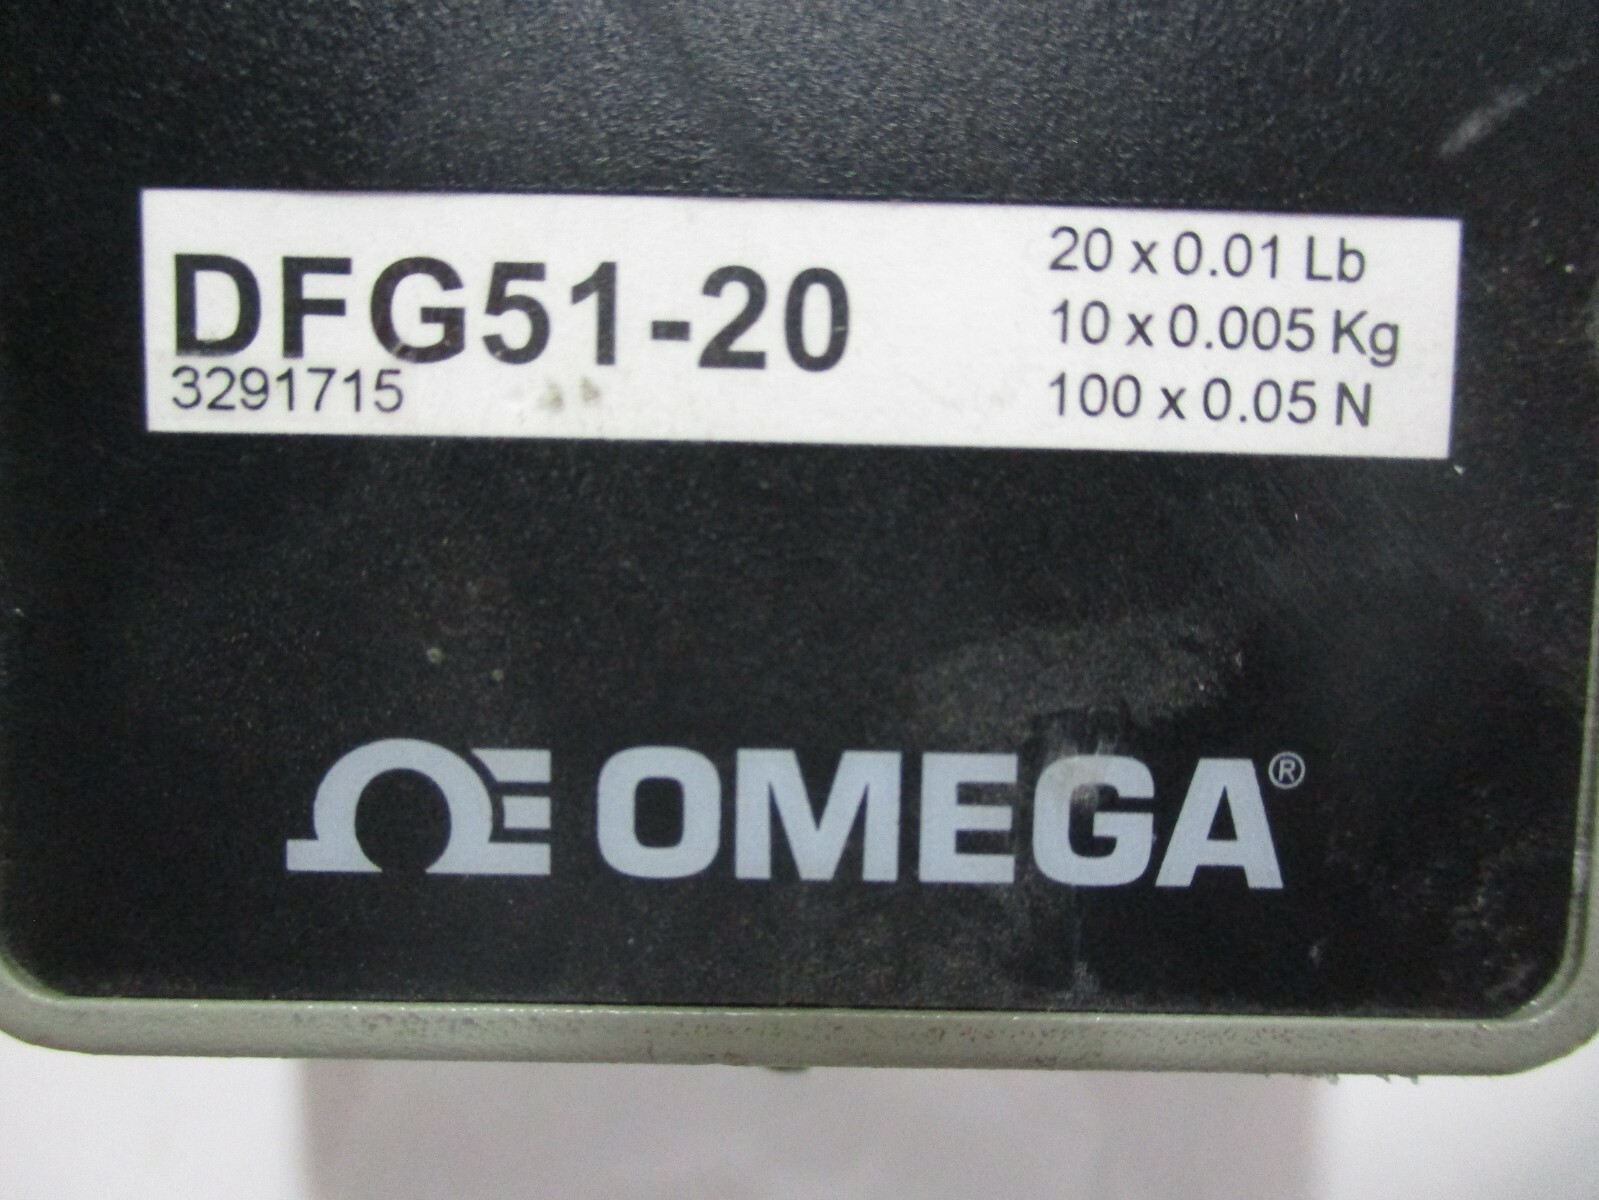 DFG51-20
3291715
20 x 0.01 Lb
10 x 0.005 Kg
100 x 0.05 N
OMEGA®